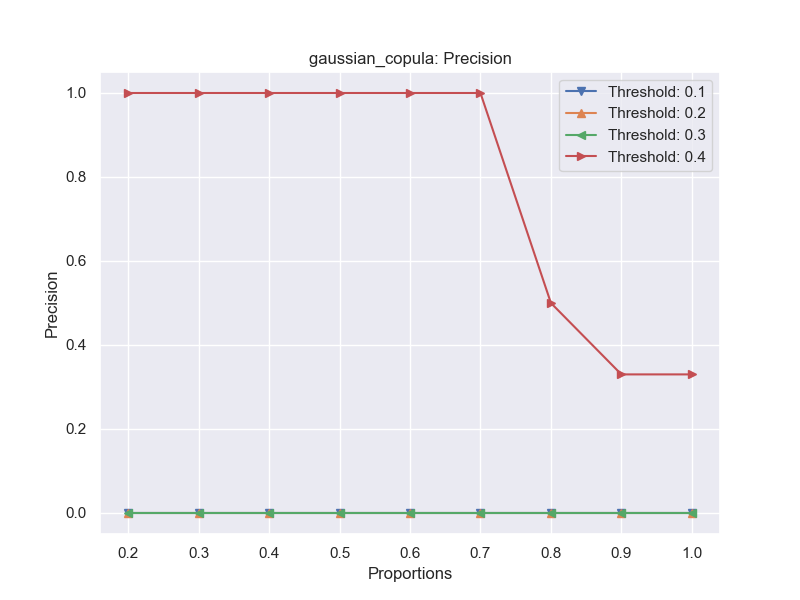 gaussian_copula: Precision
Threshold: 0.1
Threshold: 0.2
Threshold: 0.3
Threshold: 0.4
1.0
0.8
0.6
0.4
0.2
0.0
Precision
0.2 0.3 0.4 0.5 0.6 0.7 0.8 0.9 1.0
Proportions